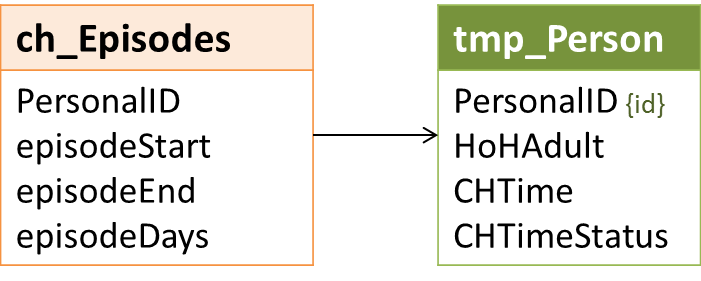 ch_Episodes
PersonalID
episodeStart
episodeEnd
episodeDays
tmp_Person
PersonalID {id}
HoHAdult
CHTime
CHTimeStatus